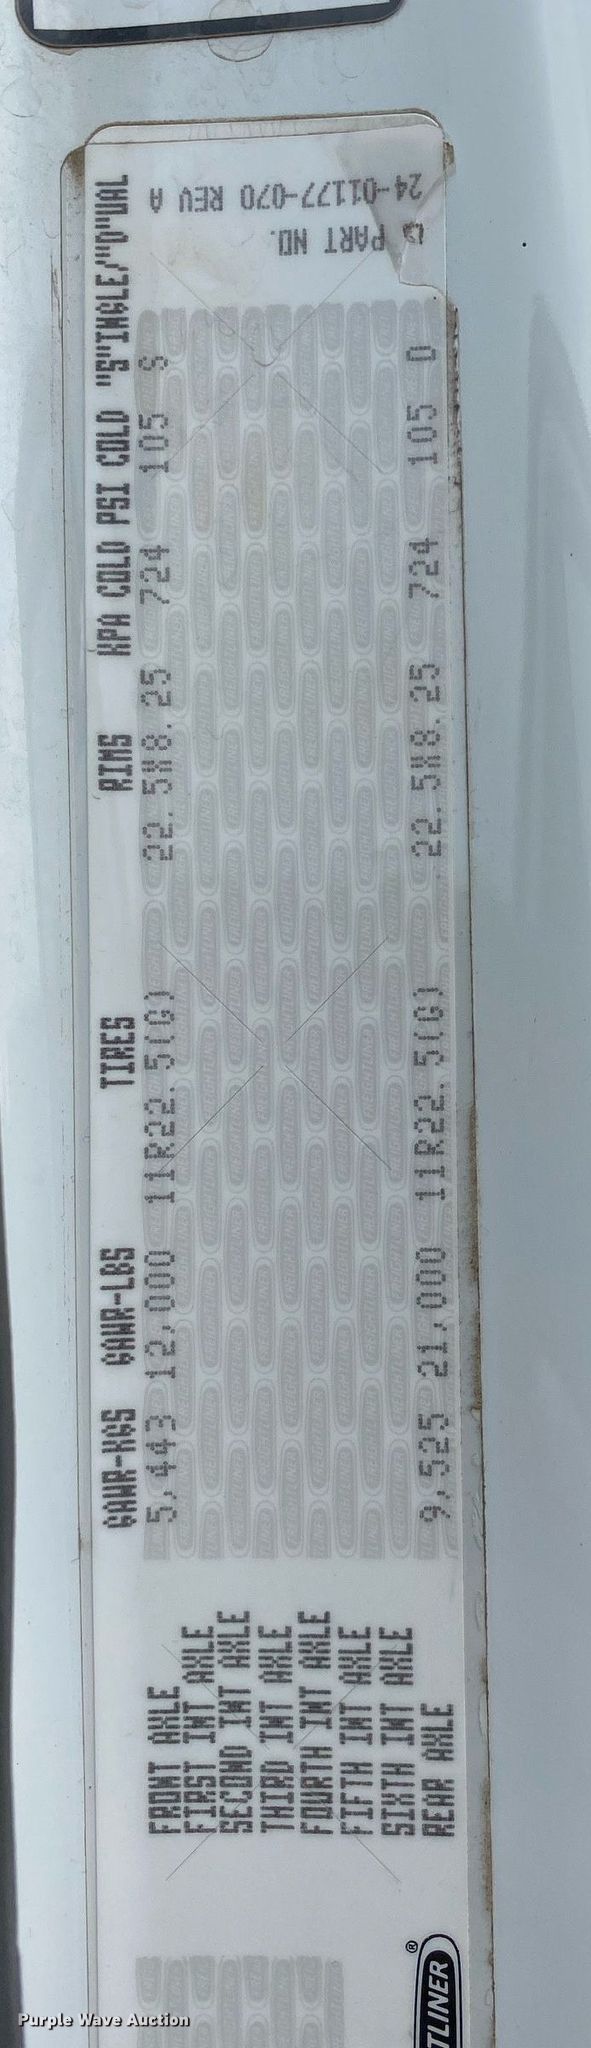 GAWR-KGS GAWR-LBS TIRES RIMS KPA COLD PSI COLD "S"INGLE/"D"UAL
FRONT AXLE 5,443 12,000 11R22.5(G) 22.5X8.25 724 105 S
FIRST INT AXLE
SECOND INT AXLE
THIRD INT AXLE
FOURTH INT AXLE
FIFTH INT AXLE
SIXTH INT AXLE
REAR AXLE 9,525 21,000 11R22.5(G) 22.5X8.25 724 105 D
PART NO.
24-01177-070 REV A
TLINER®
Purple Wave Auction